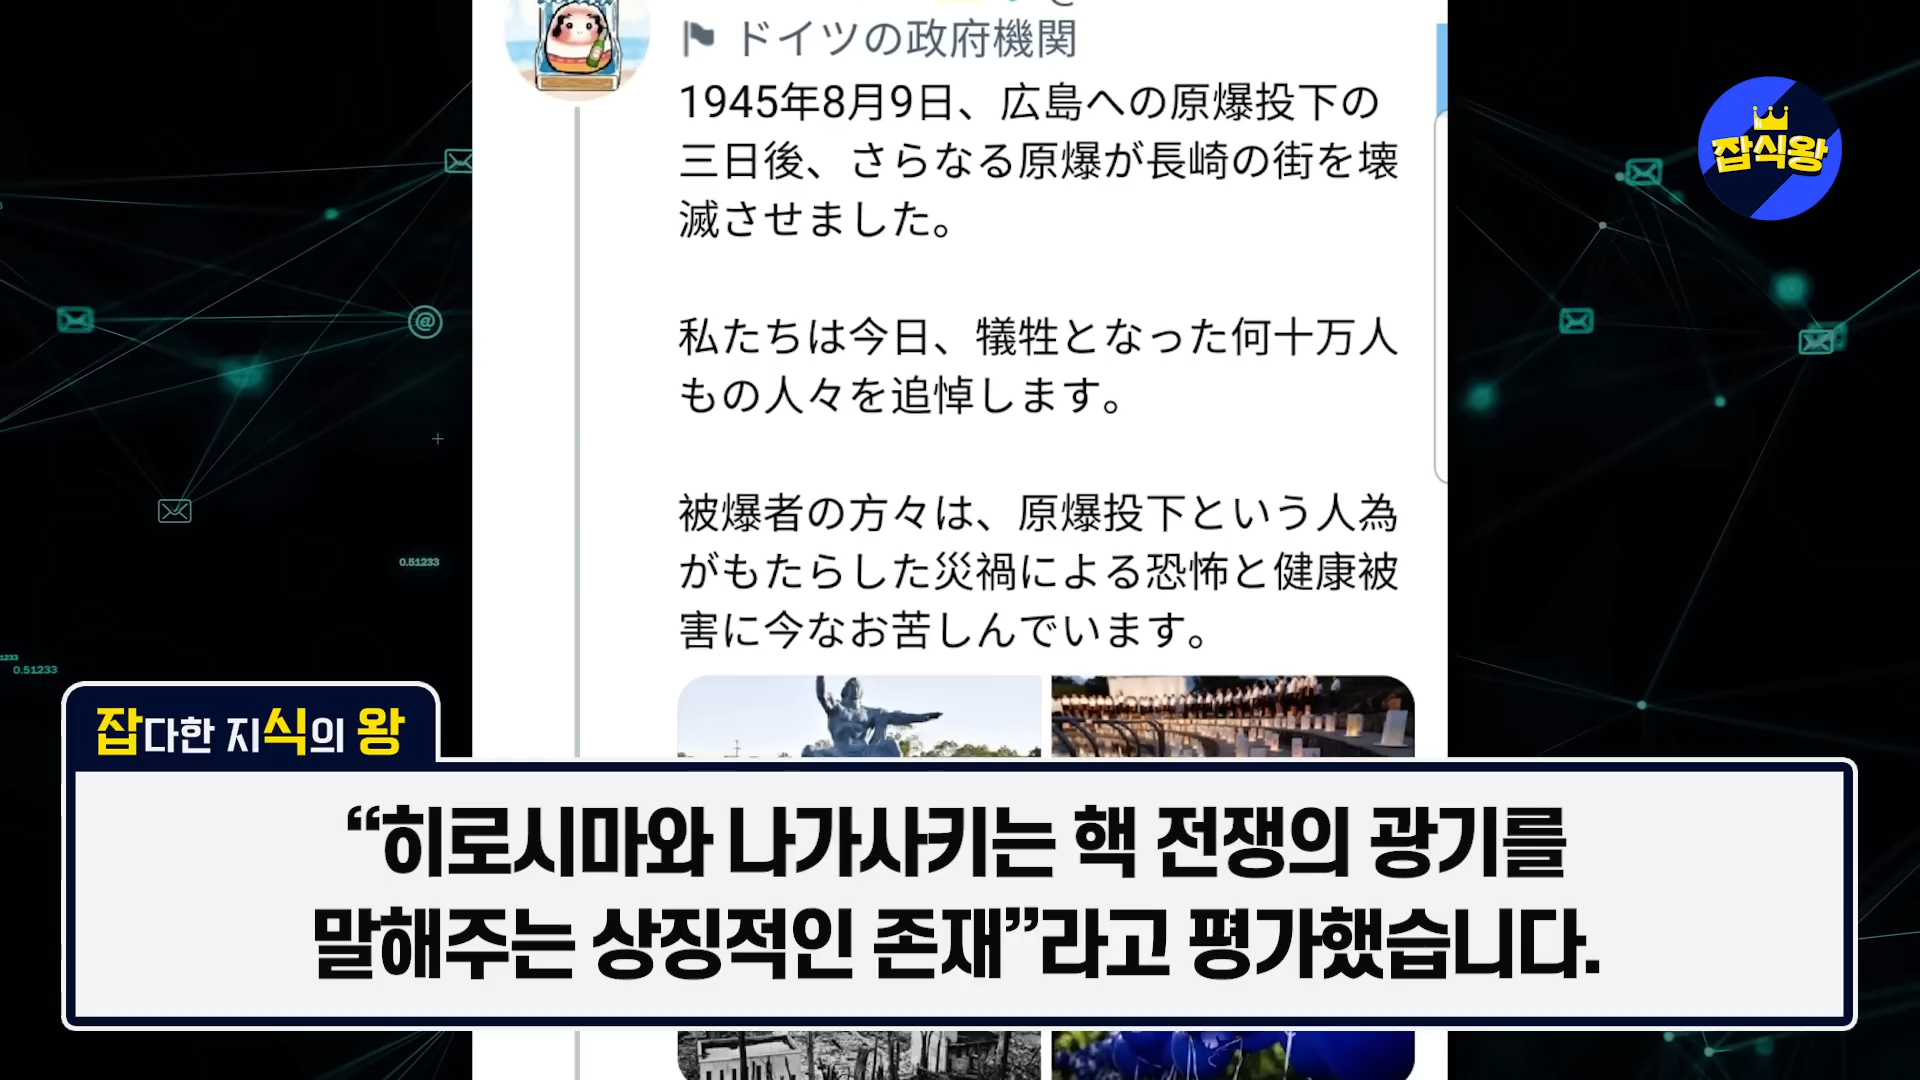 ドイツの政府機関
1945年8月9日、広島への原爆投下の
三日後、さらなる原爆が長崎の街を壊
滅させました。
私たちは今日、犠牲となった何十万人
もの人々を追悼します。
被爆者の方々は、原爆投下という人為
がもたらした災禍による恐怖と健康被
害に今なお苦しんでいます。
잡식왕
@
0.51233
1233
0.51233
잡다한 지식의 왕
“히로시마와 나가사키는 핵 전쟁의 광기를
말해주는 상징적인 존재”라고 평가했습니다.